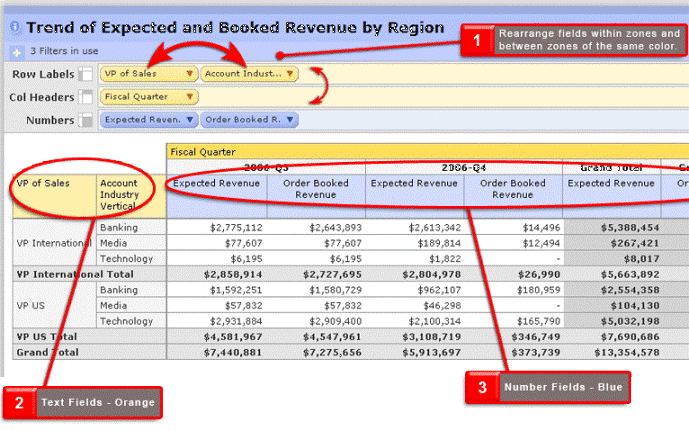 Trend of Expected and Booked Revenue by Region
3 Filters in use
1 Rearrange fields within zones and
between zones of the same color.
Row Labels VP of Sales Account Indust...
Col Headers Fiscal Quarter
Numbers Expected Reven. Order Booked R.
Fiscal Quarter
2006-Q3 2006-Q4 Grand Total
VP of Sales Account Industry Vertical Expected Revenue Order Booked Revenue Expected Revenue Order Booked Revenue Expected Revenue
Banking $2,775,112 $2,643,893 $2,613,342 $14,496 $5,388,454
VP International Media $77,607 $77,607 $189,814 $12,494 $267,421
Technology $6,195 $6,195 $1,822 - $8,017
VP International Total $2,858,914 $2,727,695 $2,804,978 $26,990 $5,663,892
Banking $1,592,251 $1,580,729 $962,107 $180,959 $2,554,358
VP US Media $57,832 $57,832 $46,298 - $104,130
Technology $2,931,884 $2,909,400 $2,100,314 $165,790 $5,032,198
VP US Total $4,581,967 $4,547,961 $3,108,719 $346,749 $7,690,686
Grand Total $7,440,881 $7,275,656 $5,913,697 $373,739 $13,354,578
2 Text Fields - Orange
3 Number Fields - Blue